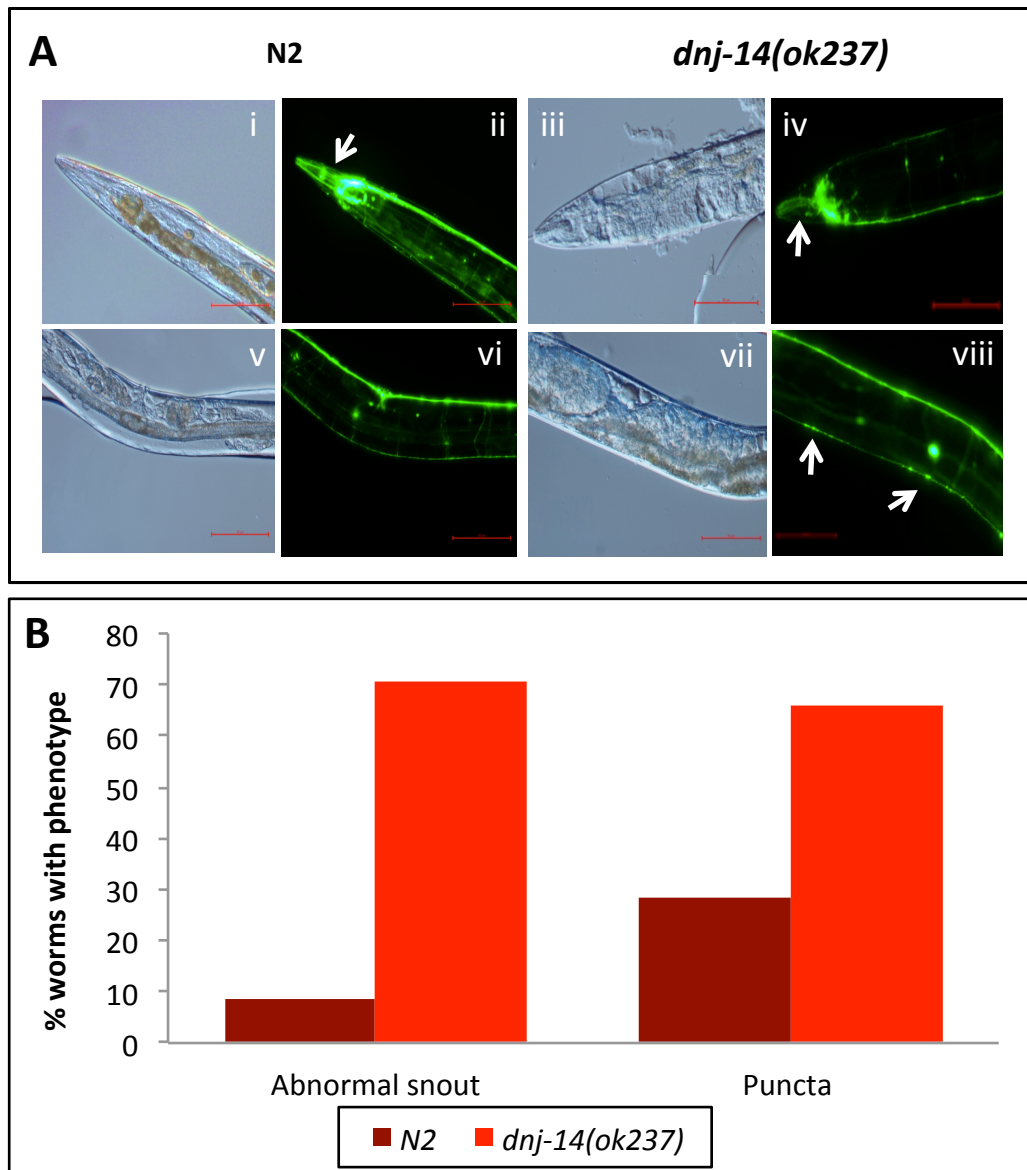 A
N2
dnj-14(ok237)
i
ii
iii
iv
v
vi
vii
viii
B
% worms with phenotype
80
70
60
50
40
30
20
10
0
Abnormal snout
Puncta
N2
dnj-14(ok237)